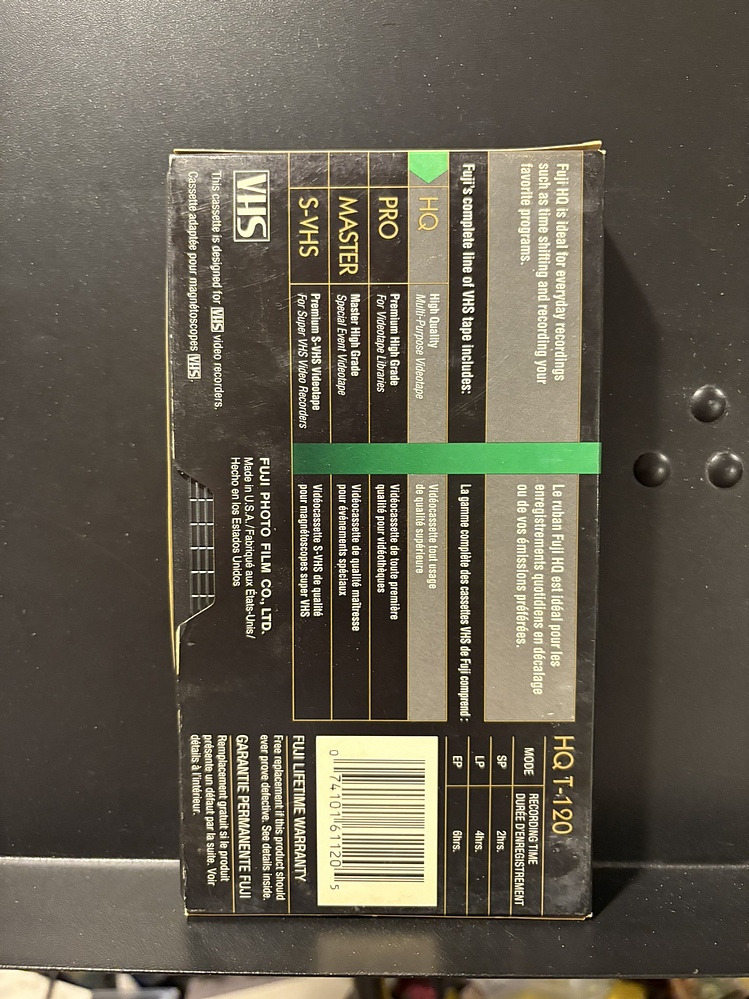 Fuji HQ is ideal for everyday recordings
such as time shifting and recording your
favorite programs.
Le ruban Fuji HQ est idéal pour les
enregistrements quotidiens en décalage
ou de vos émissions préférées.
Fuji's complete line of VHS tape includes:
La gamme complète des cassettes VHS de Fuji comprend :
HQ
High Quality
Multi-Purpose Videotape
Vidéocassette tout usage
de qualité supérieure
PRO
Premium High Grade
For Videotape Libraries
Vidéocassette de toute première
qualité pour vidéothèques
MASTER
Master High Grade
Special Event Videotape
Vidéocassette de qualité maîtresse
pour événements spéciaux
S-VHS
Premium S-VHS Videotape
For Super VHS Video Recorders
Vidéocassette S-VHS de qualité
pour magnétoscopes super VHS
VHS
This cassette is designed for VHS video recorders.
Cassette adaptée pour magnétoscopes VHS.
FUJI PHOTO FILM CO., LTD.
Made in U.S.A./Fabriqué aux États-Unis/
Hecho en los Estados Unidos
HQ T-120
MODE
RECORDING TIME
DURÉE D'ENREGISTREMENT
SP 2hrs.
LP 4hrs.
EP 6hrs.
0 74101 61120 5
FUJI LIFETIME WARRANTY
Free replacement if this product should
ever prove defective. See details inside.
GARANTIE PERMANENTE FUJI
Remplacement gratuit si le produit
présente un défaut par la suite. Voir
détails à l'intérieur.